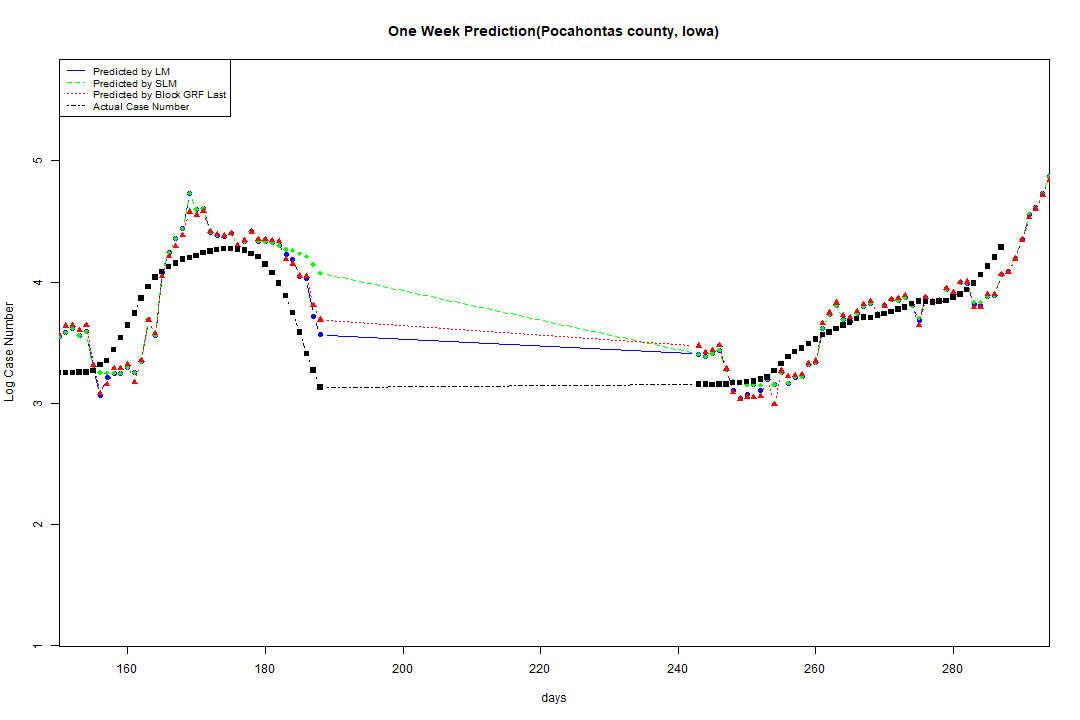 One Week Prediction(Pocahontas county, Iowa)
Predicted by LM
Predicted by SLM
Predicted by Block GRF Last
Actual Case Number
5
4
3
2
1
Log Case Number
160 180 200 220 240 260 280
days